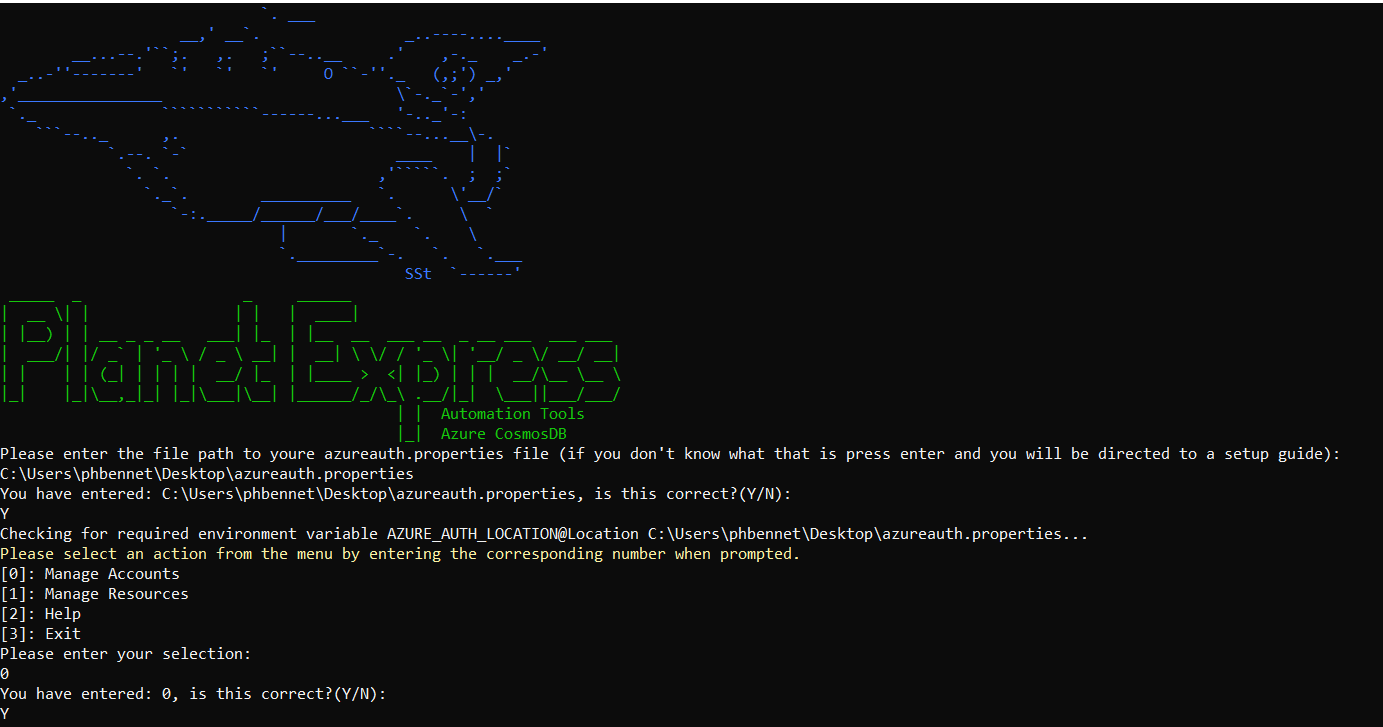 SSt
Planet Express
Automation Tools
Azure CosmosDB
Please enter the file path to youre azureauth.properties file (if you don't know what that is press enter and you will be directed to a setup guide):
C:\Users\phbennet\Desktop\azureauth.properties
You have entered: C:\Users\phbennet\Desktop\azureauth.properties, is this correct?(Y/N):
Y
Checking for required environment variable AZURE_AUTH_LOCATION@Location C:\Users\phbennet\Desktop\azureauth.properties...
Please select an action from the menu by entering the corresponding number when prompted.
[0]: Manage Accounts
[1]: Manage Resources
[2]: Help
[3]: Exit
Please enter your selection:
0
You have entered: 0, is this correct?(Y/N):
Y